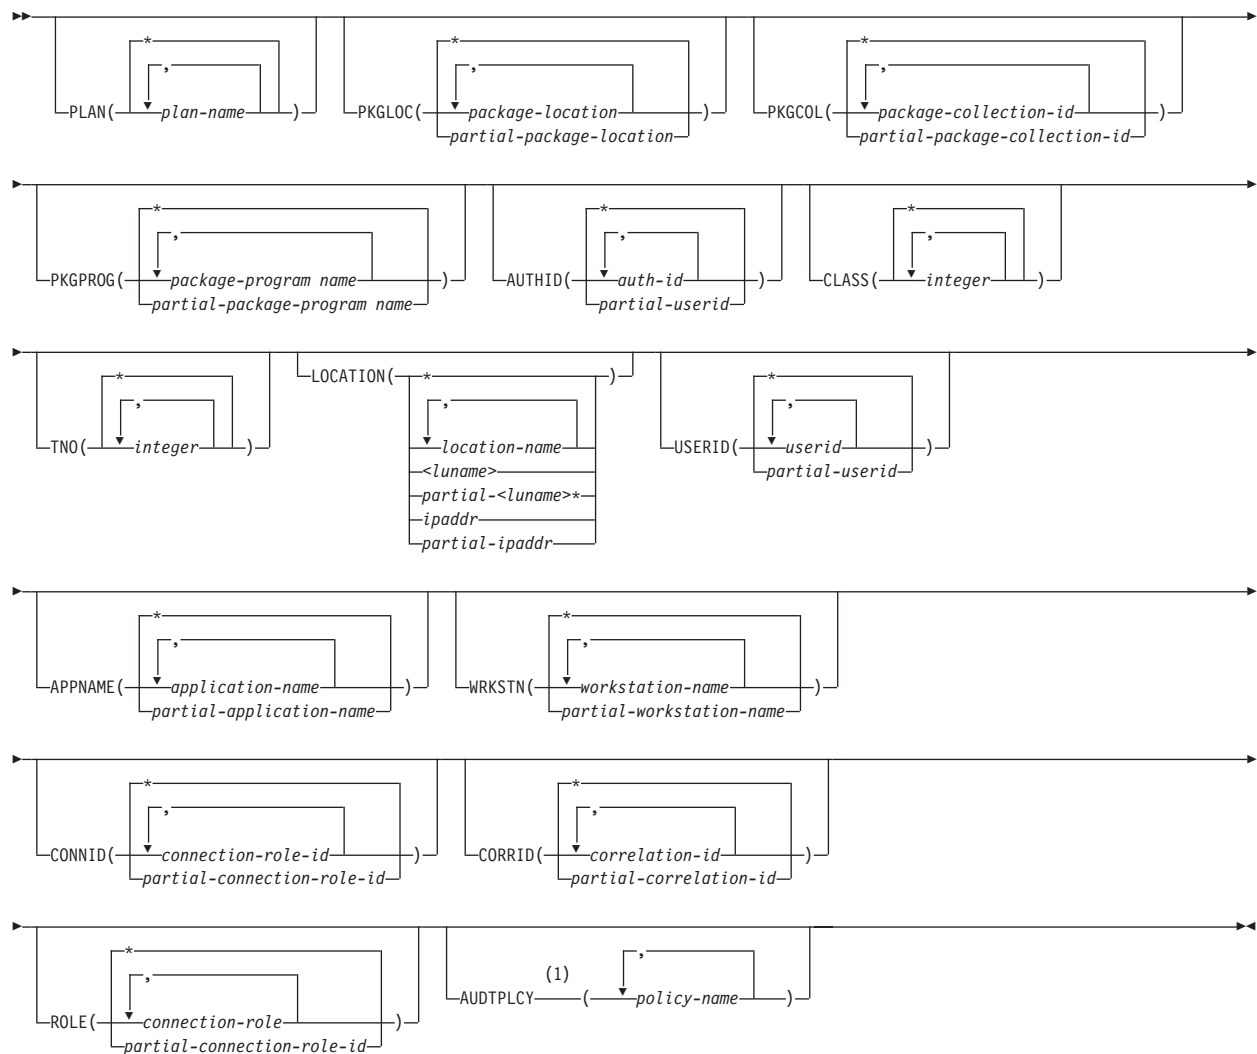 * * *
, , ,
PLAN( plan-name ) PKGLOC( package-location ) PKGCOL( package-collection-id )
partial-package-location partial-package-collection-id
* * *
, , ,
PKGPROG( package-program name ) AUTHID( auth-id ) CLASS( integer )
partial-package-program name partial-userid
* LOCATION( * ) *
, , ,
TNO( integer ) location-name USERID( userid )
<luname> partial-userid
partial-<luname>*
ipaddr
partial-ipaddr
* *
, ,
APPNAME( application-name ) WRKSTN( workstation-name )
partial-application-name partial-workstation-name
* *
, ,
CONNID( connection-role-id ) CORRID( correlation-id )
partial-connection-role-id partial-correlation-id
*
, (1) ,
ROLE( connection-role ) AUDTPLCY ( policy-name )
partial-connection-role-id